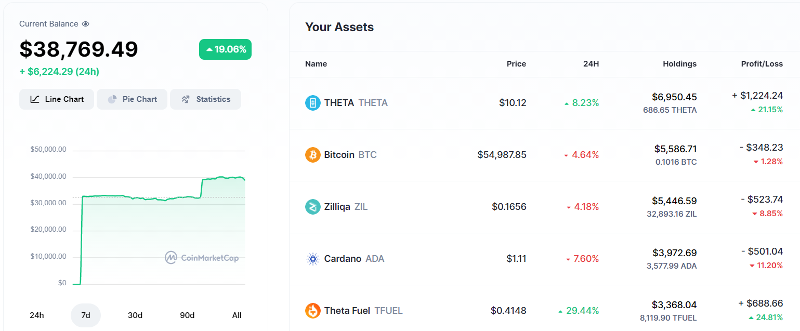 Current Balance
$38,769.49
19.06%
+ $6,224.29 (24h)
Line Chart
Pie Chart
Statistics
$50,000.00
$40,000.00
$30,000.00
$20,000.00
$10,000.00
$0
CoinMarketCap
24h
7d
30d
90d
All
Your Assets
Name Price 24H Holdings Profit/Loss
THETA THETA $10.12 8.23% $6,950.45 + $1,224.24
686.65 THETA 21.15%
Bitcoin BTC $54,987.85 4.64% $5,586.71 - $348.23
0.1016 BTC 1.28%
Zilliqa ZIL $0.1656 4.18% $5,446.59 - $523.74
32,893.16 ZIL 8.85%
Cardano ADA $1.11 7.60% $3,972.69 - $501.04
3,577.99 ADA 11.20%
Theta Fuel TFUEL $0.4148 29.44% $3,368.04 + $688.66
8,119.90 TFUEL 24.81%